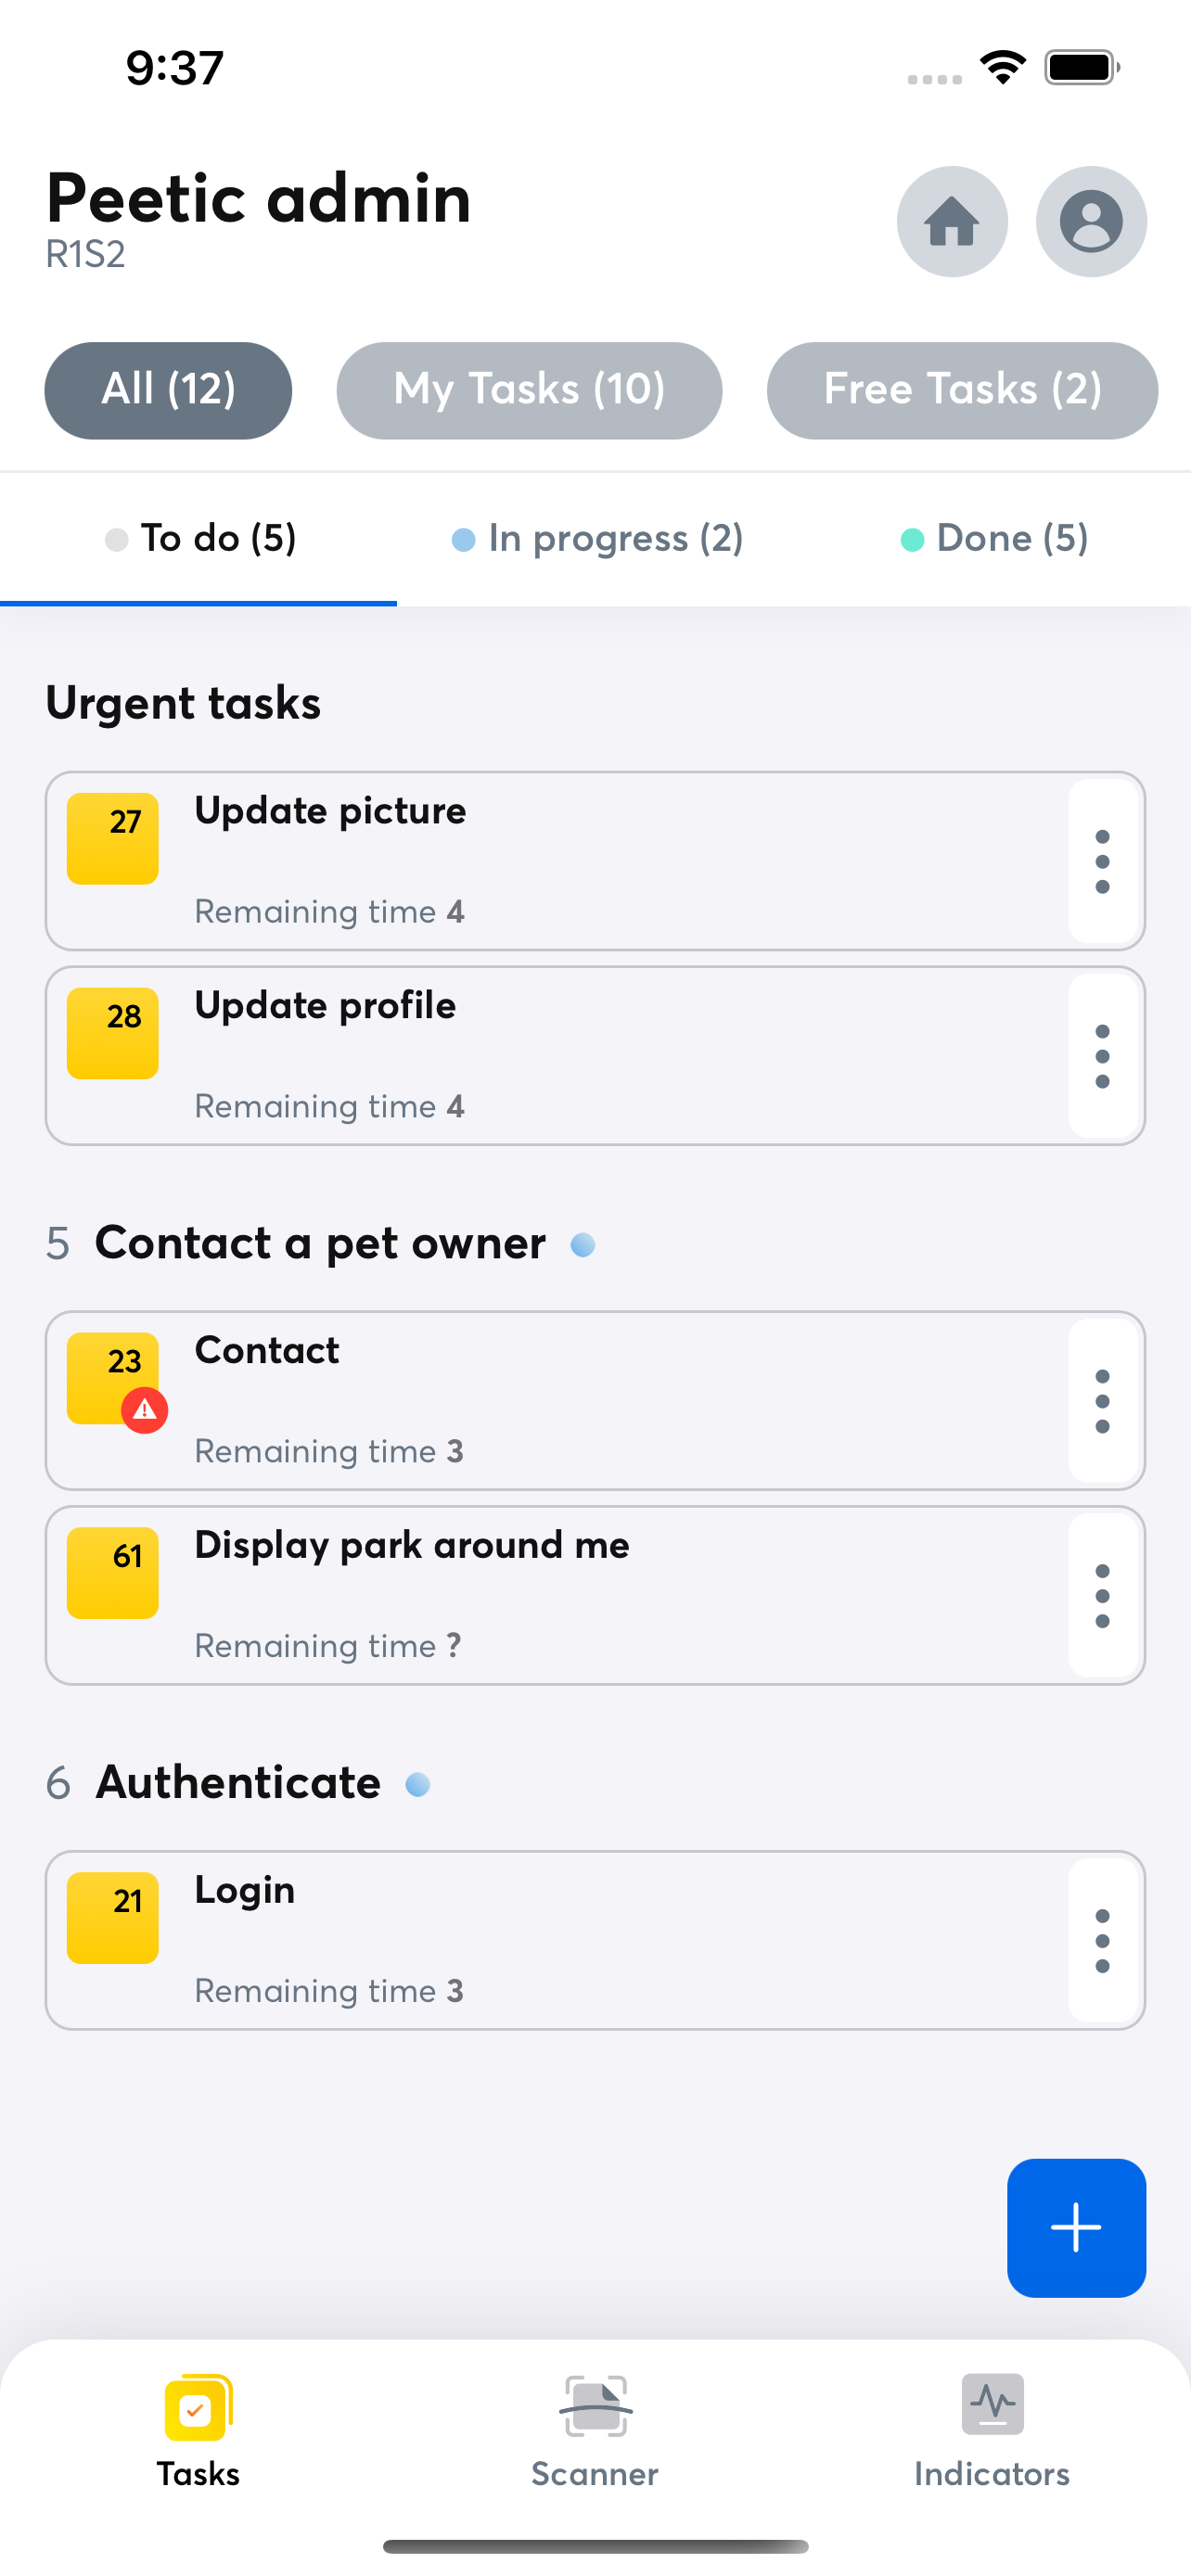 9:37
Peetic admin
R1S2
All (12) My Tasks (10) Free Tasks (2)
To do (5) In progress (2) Done (5)
Urgent tasks
27 Update picture
Remaining time 4
28 Update profile
Remaining time 4
5 Contact a pet owner
23 Contact
Remaining time 3
61 Display park around me
Remaining time ?
6 Authenticate
21 Login
Remaining time 3
Tasks Scanner Indicators